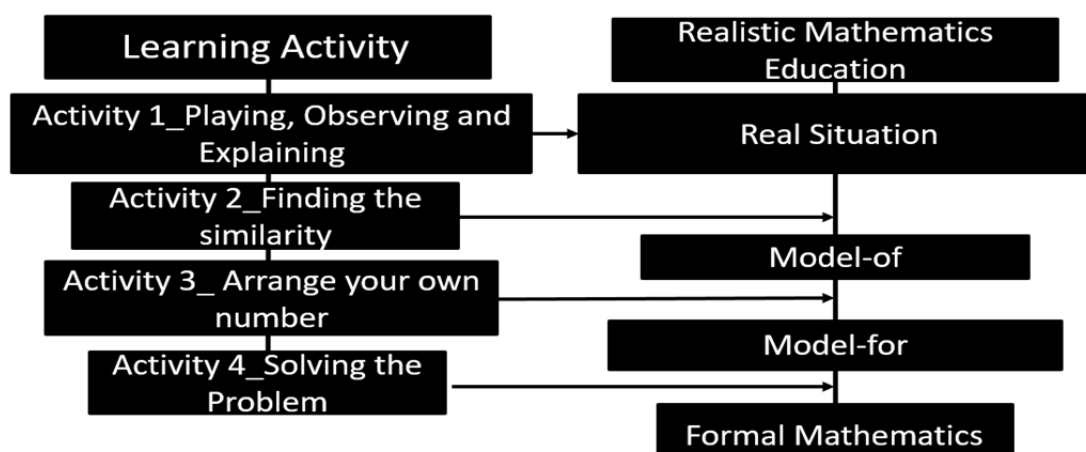 Learning Activity
Activity 1_Playing, Observing and
Explaining
Activity 2_Finding the
similarity
Activity 3_ Arrange your own
number
Activity 4_Solving the
Problem
Realistic Mathematics
Education
Real Situation
Model-of
Model-for
Formal Mathematics